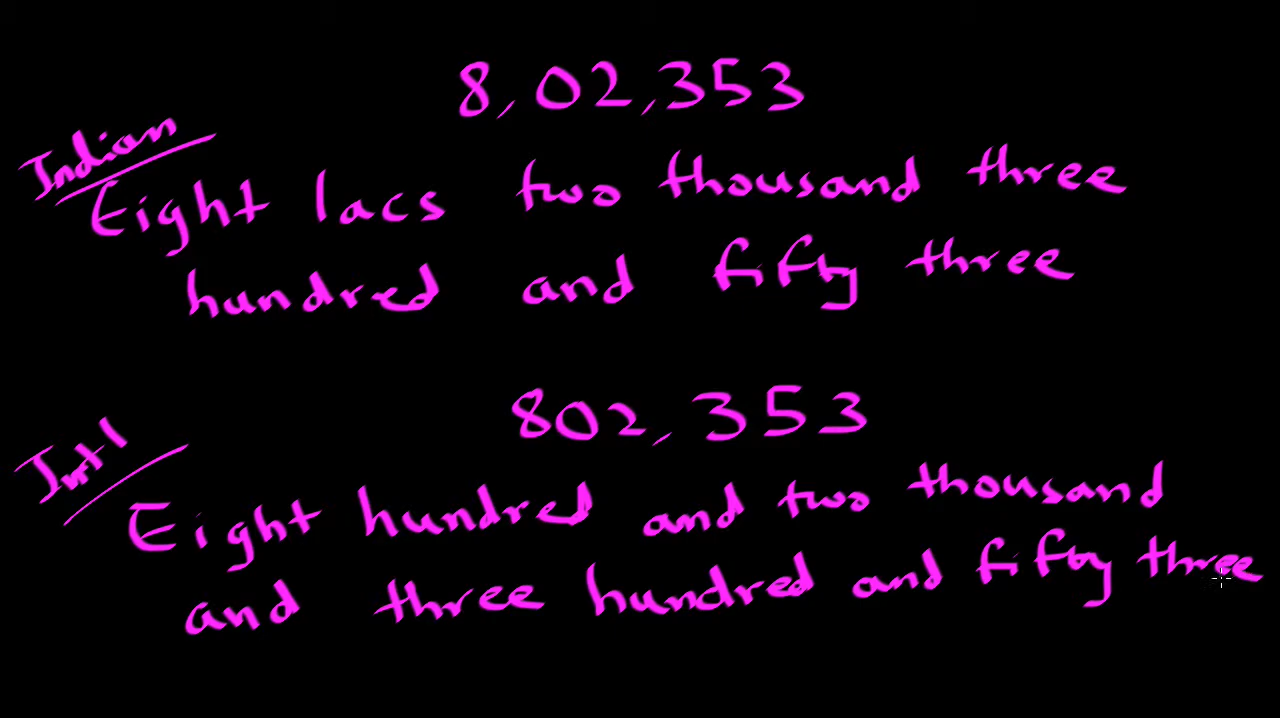 8,02,353
Indian
Eight lacs two thousand three
hundred and fifty three
802,353
Int'l
Eight hundred and two thousand
and three hundred and fifty three